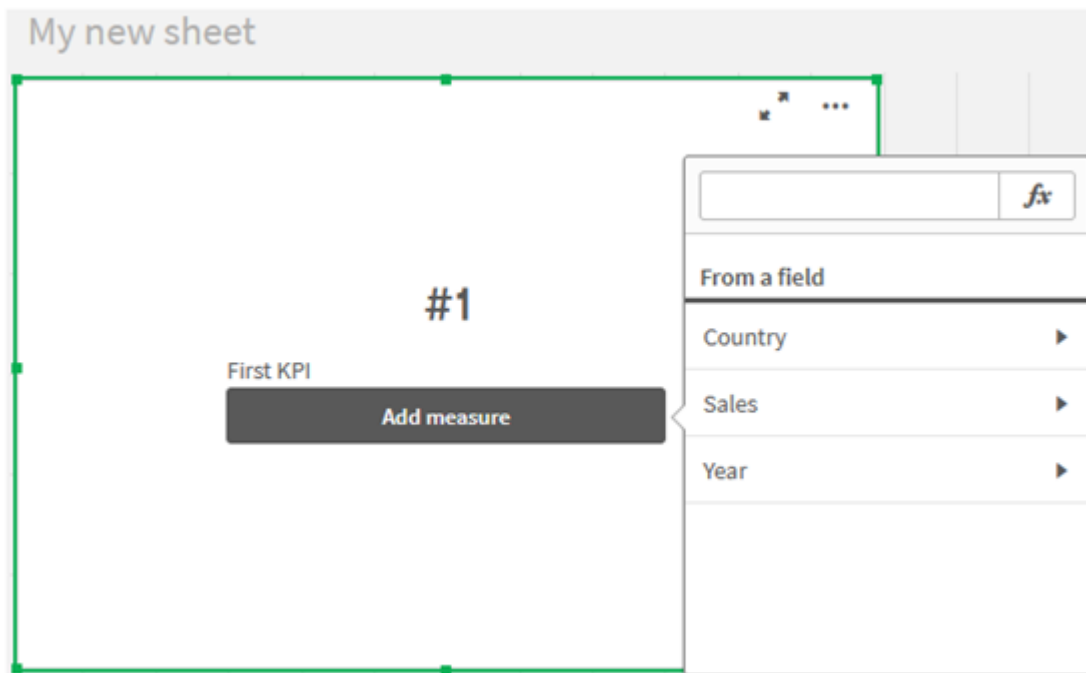 My new sheet
...
fx
From a field
#1
Country
First KPI
Add measure
Sales
Year